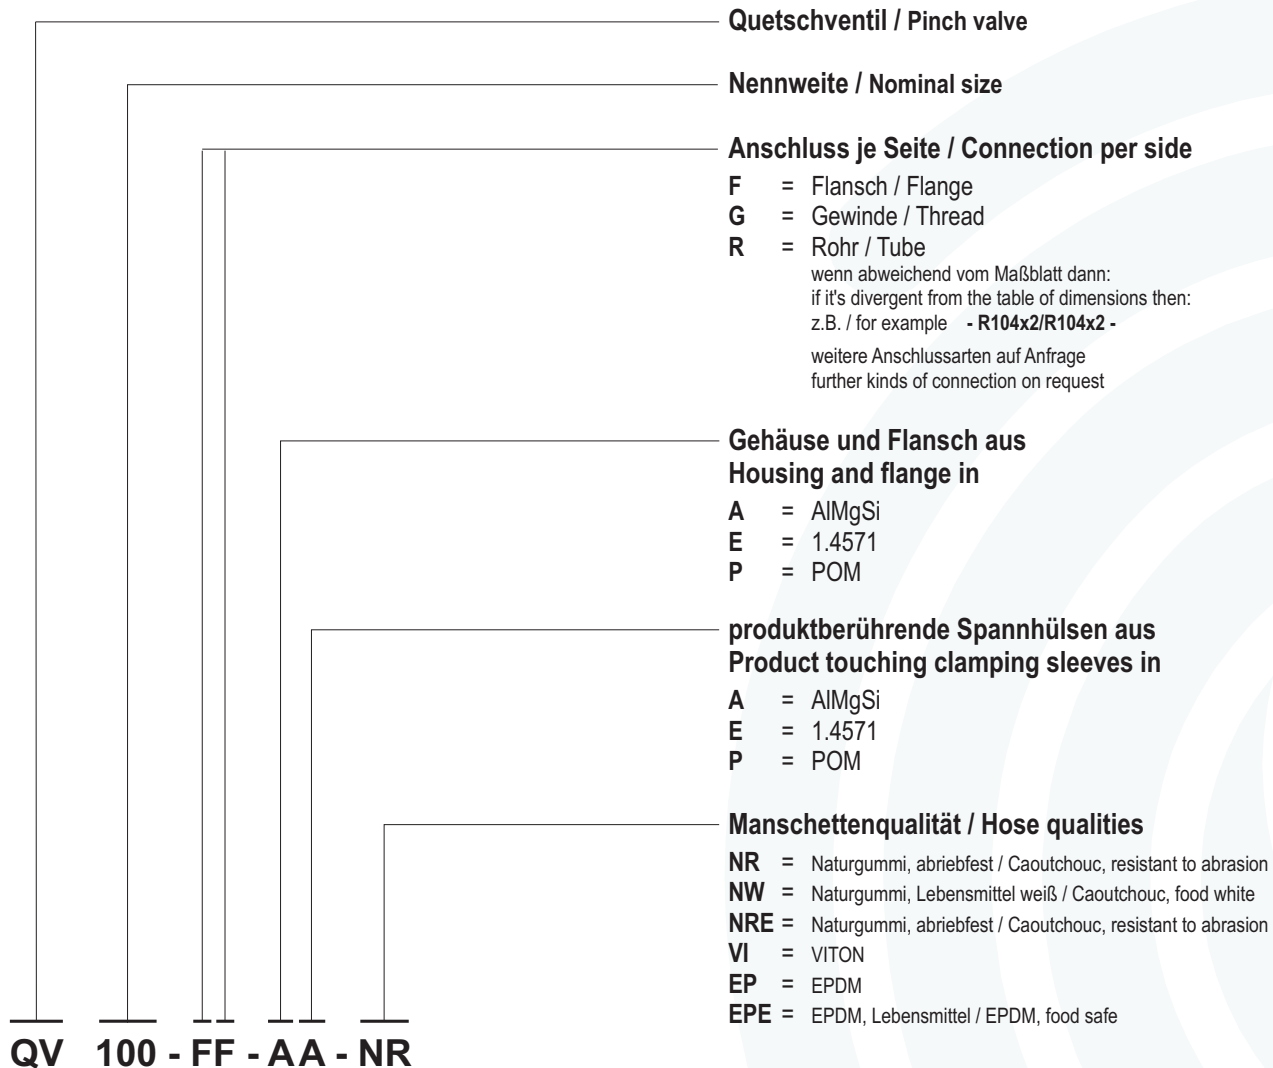 Quetschventil / Pinch valve
Nennweite / Nominal size
Anschluss je Seite / Connection per side
F = Flansch / Flange
G = Gewinde / Thread
R = Rohr / Tube
wenn abweichend vom Maßblatt dann:
if it's divergent from the table of dimensions then:
z.B. / for example - R104x2/R104x2 -
weitere Anschlussarten auf Anfrage
further kinds of connection on request
Gehäuse und Flansch aus
Housing and flange in
A = AlMgSi
E = 1.4571
P = POM
produktberührende Spannhülsen aus
Product touching clamping sleeves in
A = AlMgSi
E = 1.4571
P = POM
Manschettenqualität / Hose qualities
NR = Naturgummi, abriebfest / Caoutchouc, resistant to abrasion
NW = Naturgummi, Lebensmittel weiß / Caoutchouc, food white
NRE = Naturgummi, abriebfest / Caoutchouc, resistant to abrasion
VI = VITON
EP = EPDM
EPE = EPDM, Lebensmittel / EPDM, food safe
QV 100 - FF - AA - NR